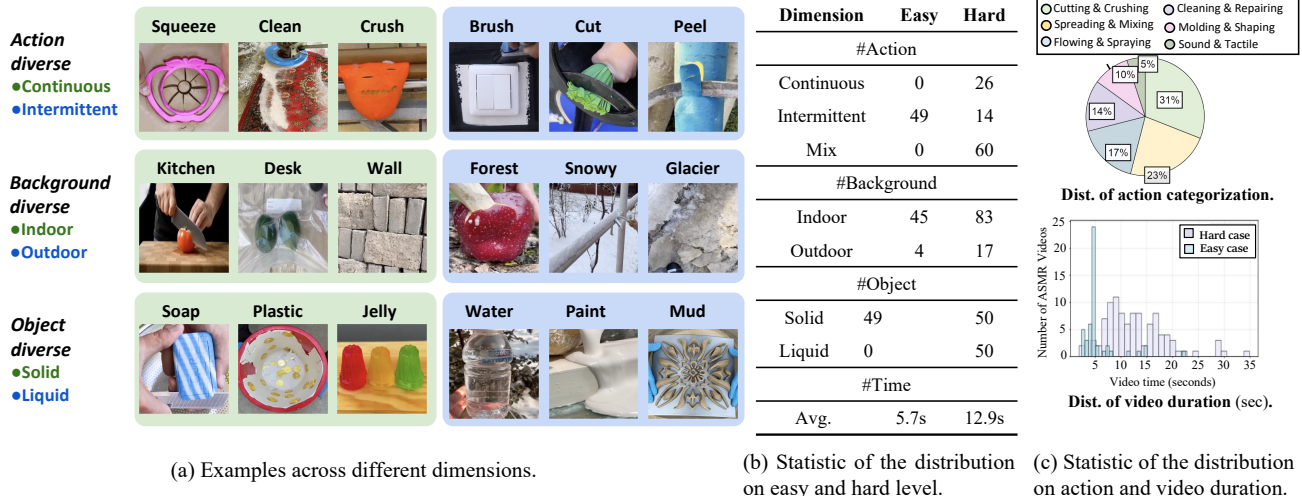 Action
diverse
●Continuous
●Intermittent
Squeeze Clean Crush Brush Cut Peel
Background
diverse
●Indoor
●Outdoor
Kitchen Desk Wall Forest Snowy Glacier
Object
diverse
●Solid
●Liquid
Soap Plastic Jelly Water Paint Mud
(a) Examples across different dimensions.
Dimension Easy Hard
#Action
Continuous 0 26
Intermittent 49 14
Mix 0 60
#Background
Indoor 45 83
Outdoor 4 17
#Object
Solid 49 50
Liquid 0 50
#Time
Avg. 5.7s 12.9s
(b) Statistic of the distribution
on easy and hard level.
Cutting & Crushing Cleaning & Repairing
Spreading & Mixing Molding & Shaping
Flowing & Spraying Sound & Tactile
5%
10%
31%
14%
17%
23%
Dist. of action categorization.
Number of ASMR Videos
25
20
15
10
5
0
Hard case
Easy case
5 10 15 20 25 30 35
Video time (seconds)
Dist. of video duration (sec).
(c) Statistic of the distribution
on action and video duration.